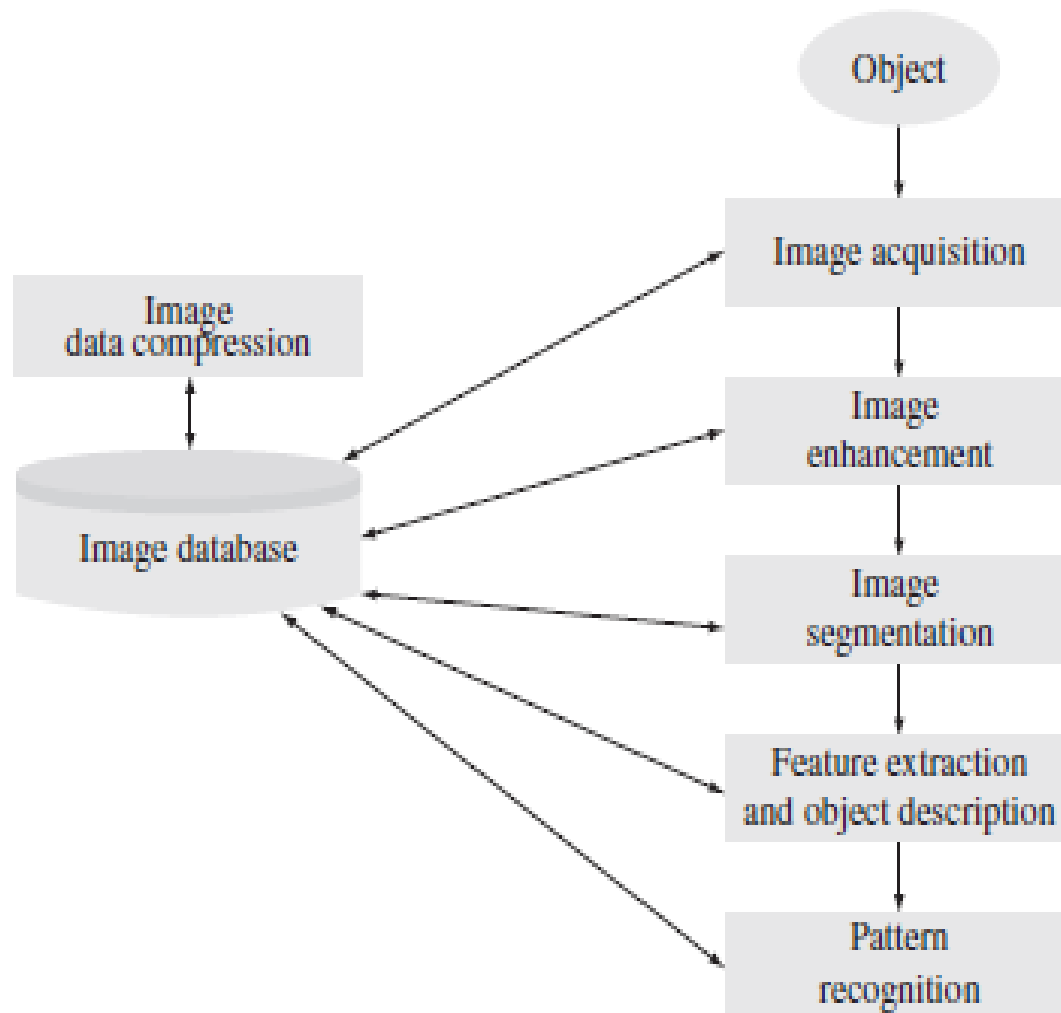 Object
Image acquisition
Image
data compression
Image
enhancement
Image database
Image
segmentation
Feature extraction
and object description
Pattern
recognition